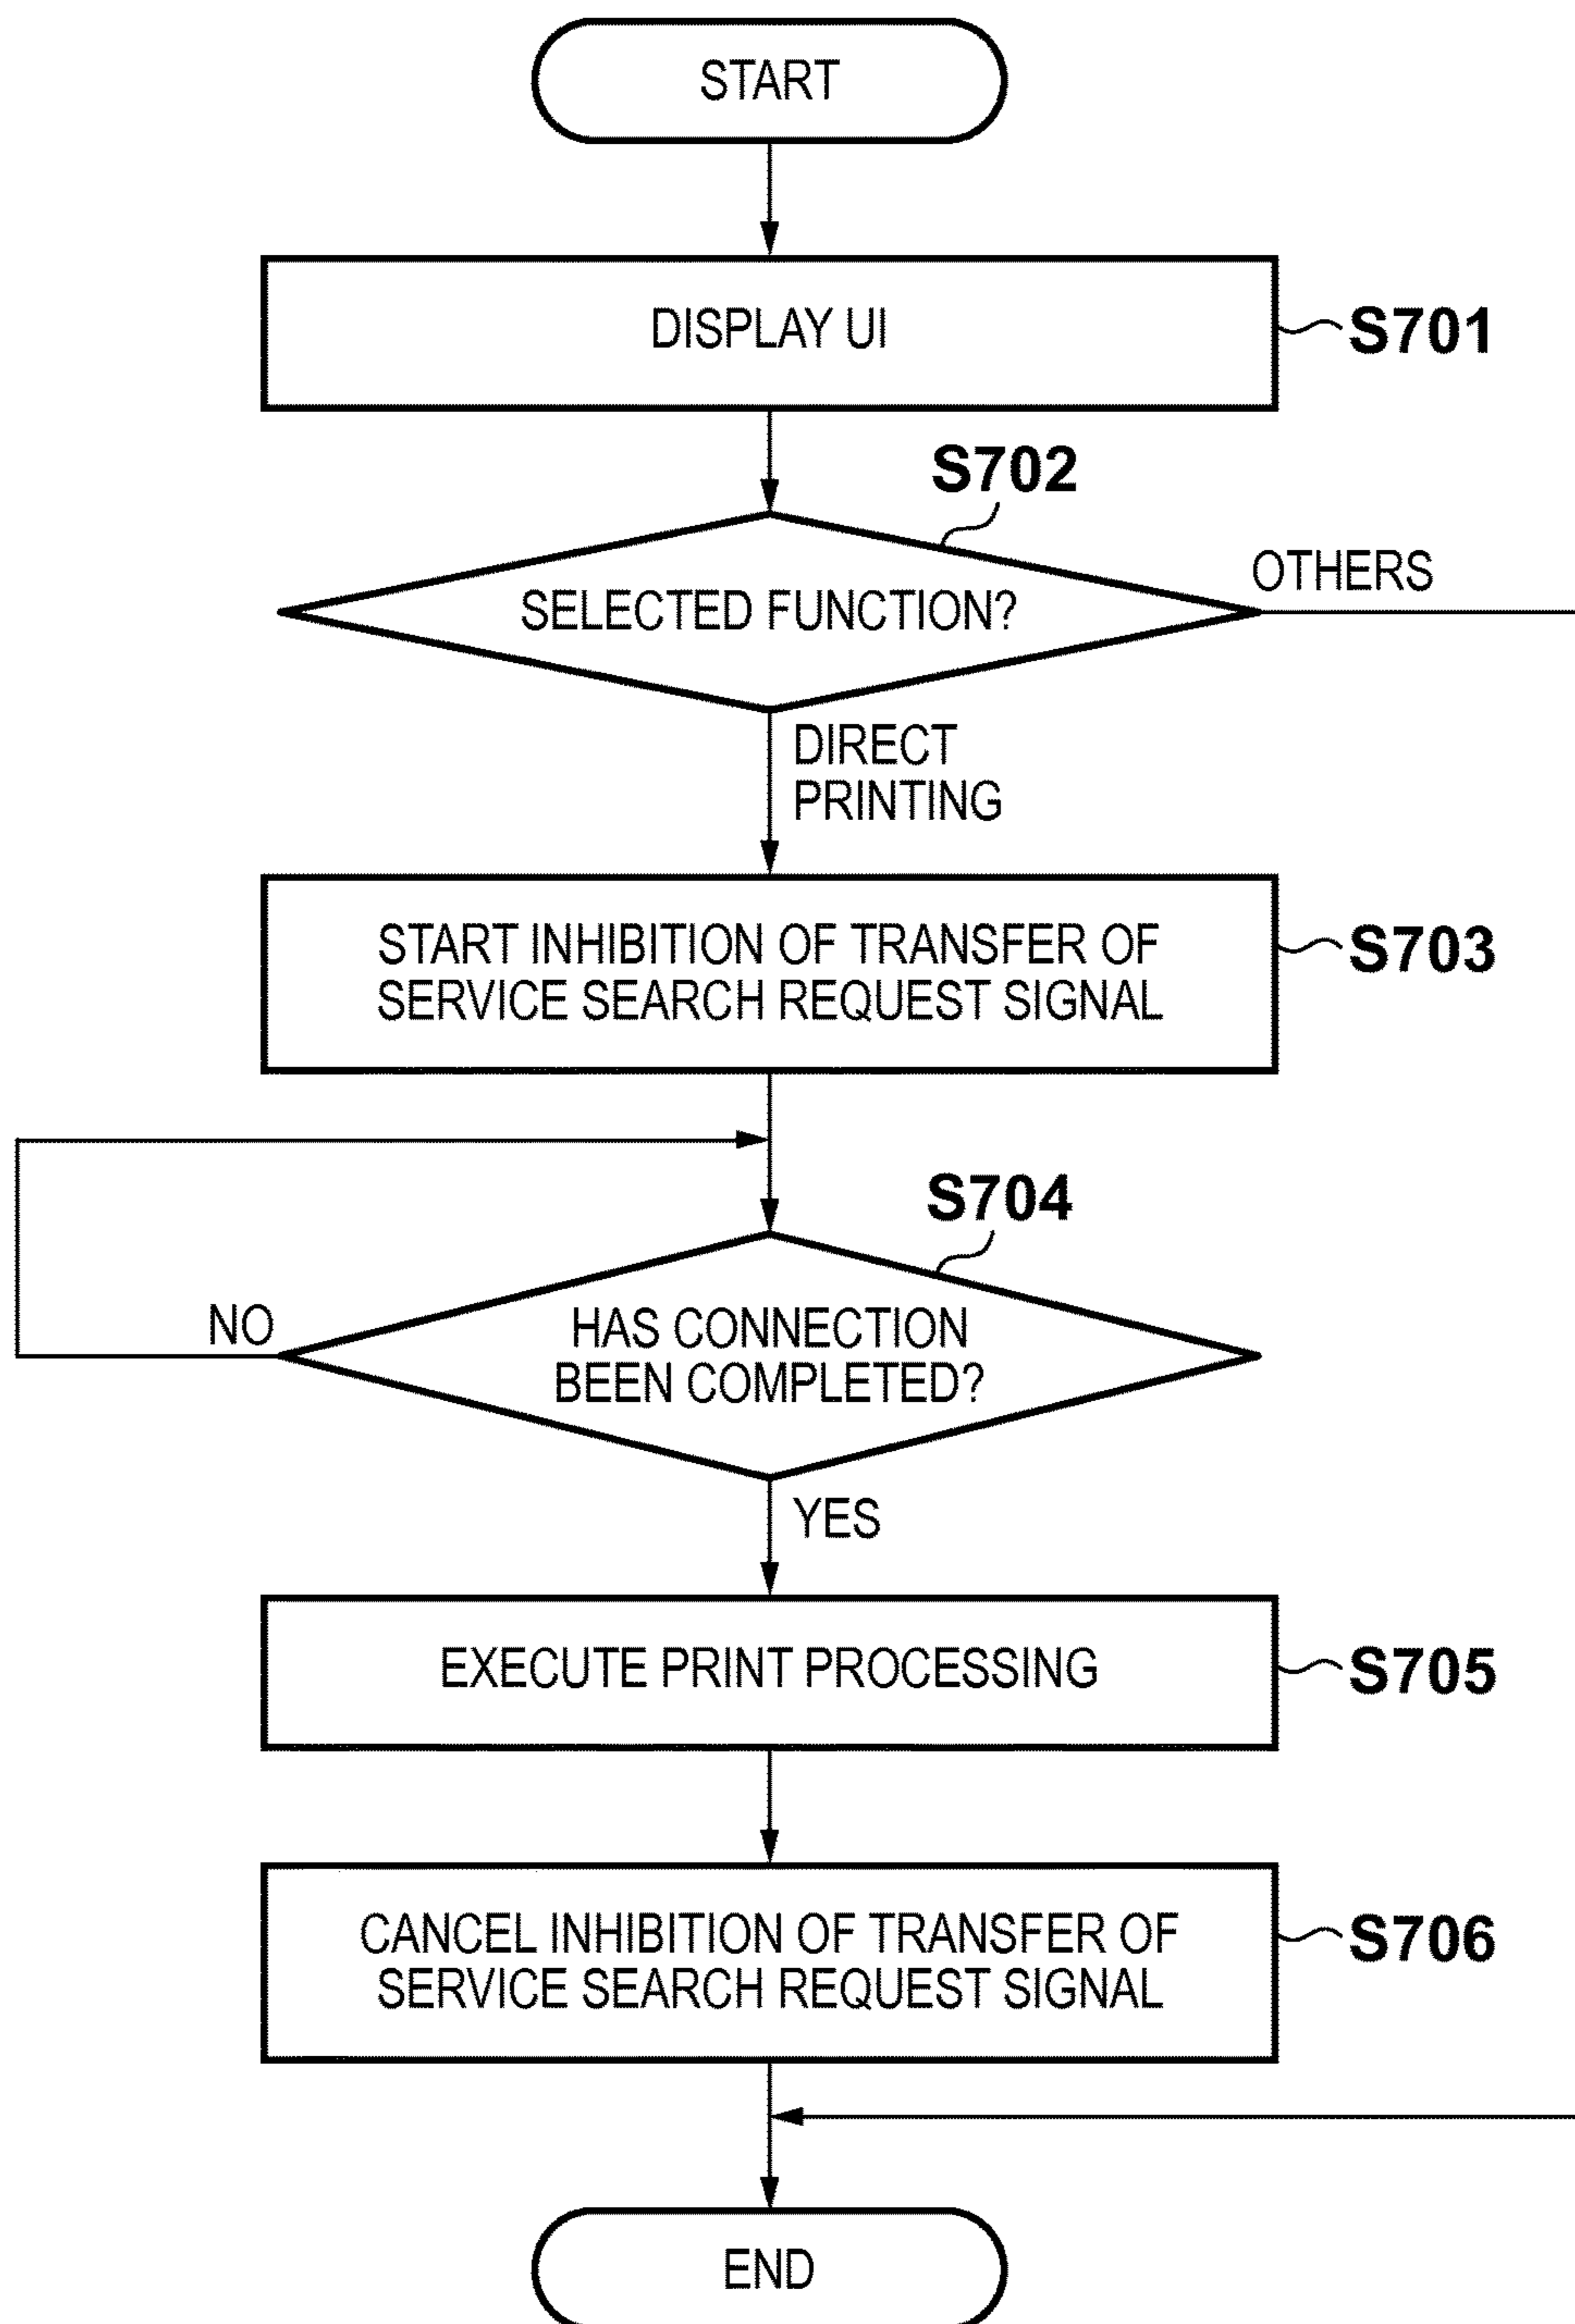 START
DISPLAY UI
S701
S702
SELECTED FUNCTION?
OTHERS
DIRECT
PRINTING
START INHIBITION OF TRANSFER OF
SERVICE SEARCH REQUEST SIGNAL
S703
S704
NO
HAS CONNECTION
BEEN COMPLETED?
YES
EXECUTE PRINT PROCESSING
S705
CANCEL INHIBITION OF TRANSFER OF
SERVICE SEARCH REQUEST SIGNAL
S706
END